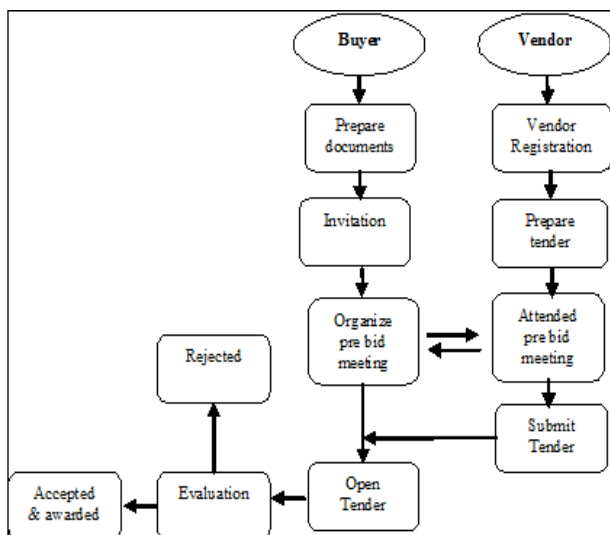 Buyer
Vendor
Prepare
documents
Vendor
Registration
Invitation
Prepare
tender
Organize
pre bid
meeting
Attended
pre bid
meeting
Rejected
Submit
Tender
Open
Tender
Evaluation
Accepted
& awarded